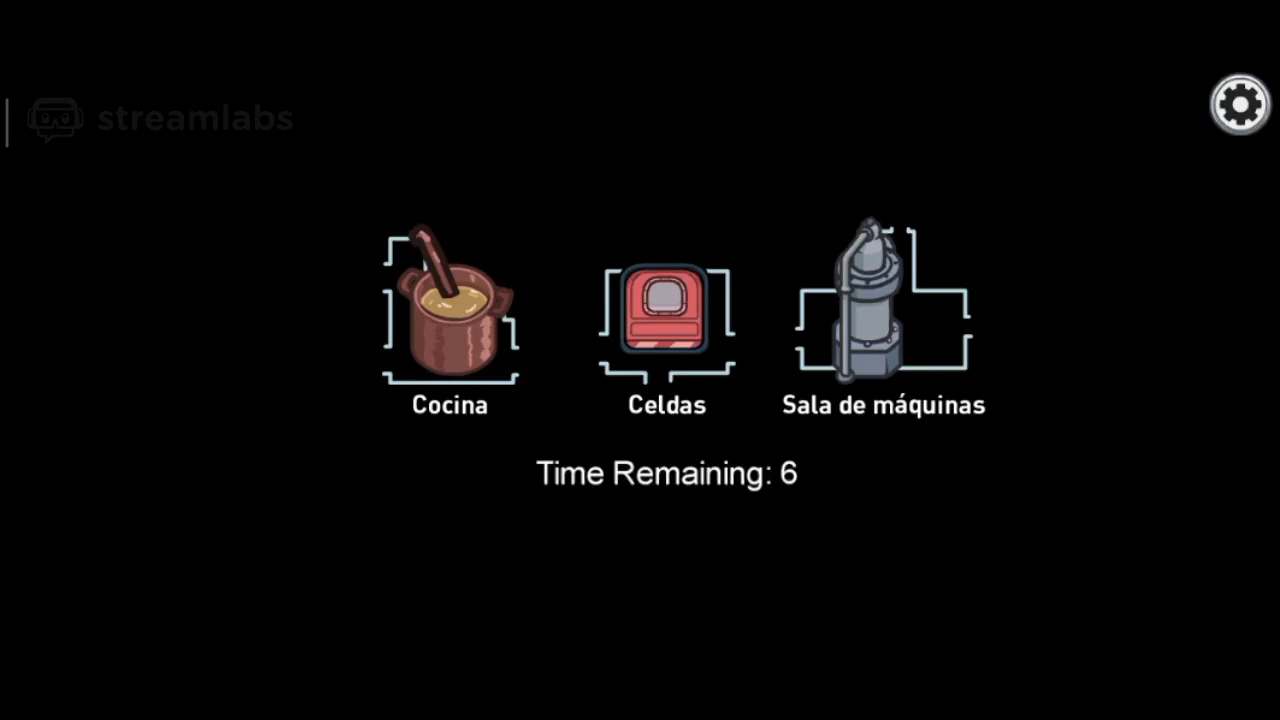 streamlabs
Cocina
Celdas
Sala de máquinas
Time Remaining: 6